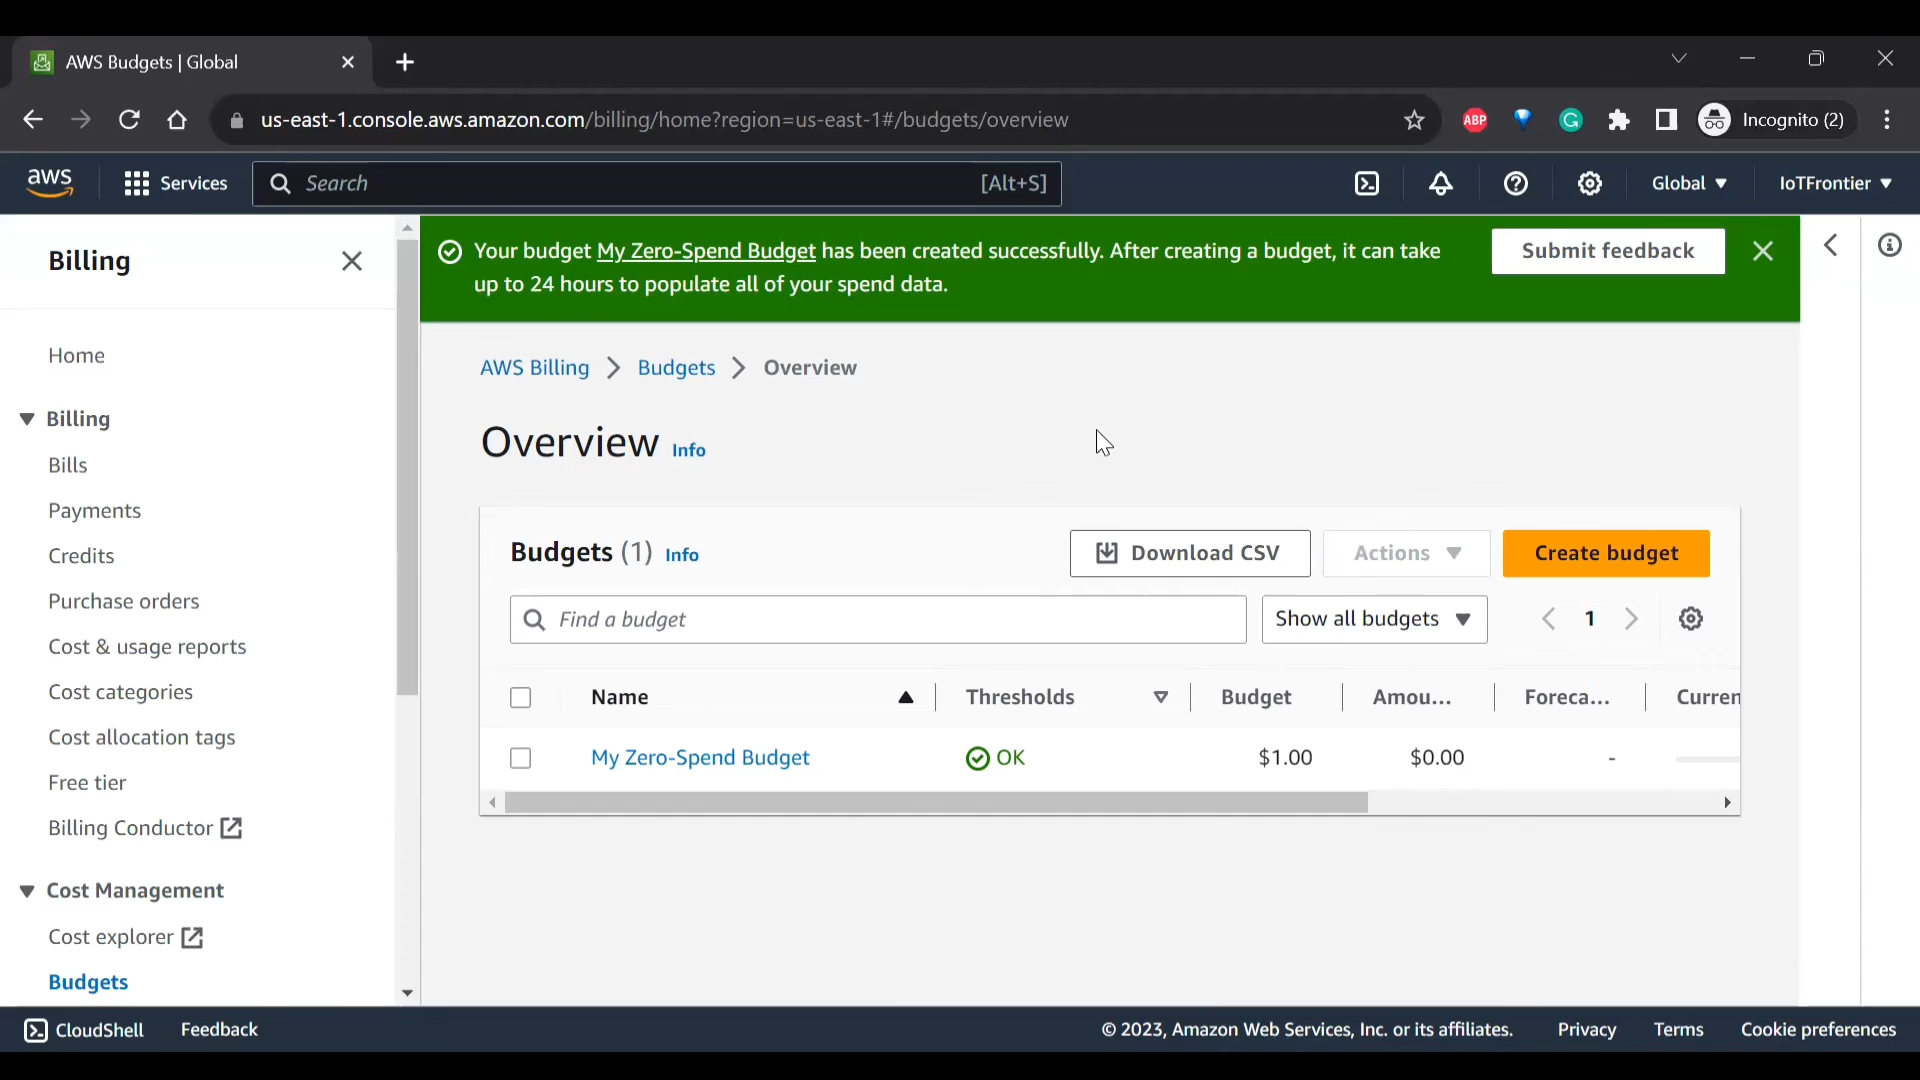 AWS Budgets | Global
us-east-1.console.aws.amazon.com/billing/home?region=us-east-1#/budgets/overview
ABP
G
Incognito (2)
aws
Services
Search
[Alt+S]
Global
IoTFrontier
Billing
Home
Billing
Bills
Payments
Credits
Purchase orders
Cost & usage reports
Cost categories
Cost allocation tags
Free tier
Billing Conductor
Cost Management
Cost explorer
Budgets
Your budget My Zero-Spend Budget has been created successfully. After creating a budget, it can take
up to 24 hours to populate all of your spend data.
Submit feedback
AWS Billing > Budgets > Overview
Overview Info
Budgets (1) Info
Download CSV
Actions
Create budget
Find a budget
Show all budgets
1
Name Thresholds Budget Amou... Foreca... Curren
My Zero-Spend Budget OK $1.00 $0.00 -
CloudShell
Feedback
© 2023, Amazon Web Services, Inc. or its affiliates.
Privacy
Terms
Cookie preferences